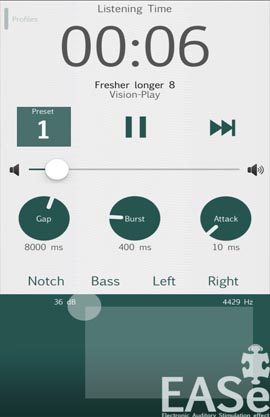 Listening Time
Profiles
00:06
Fresher longer 8
Vision-Play
Preset
1
Gap
Burst
Attack
8000 ms
400 ms
10 ms
Notch
Bass
Left
Right
36 dB
4429 Hz
EASe
Electronic Auditory Stimulation effect